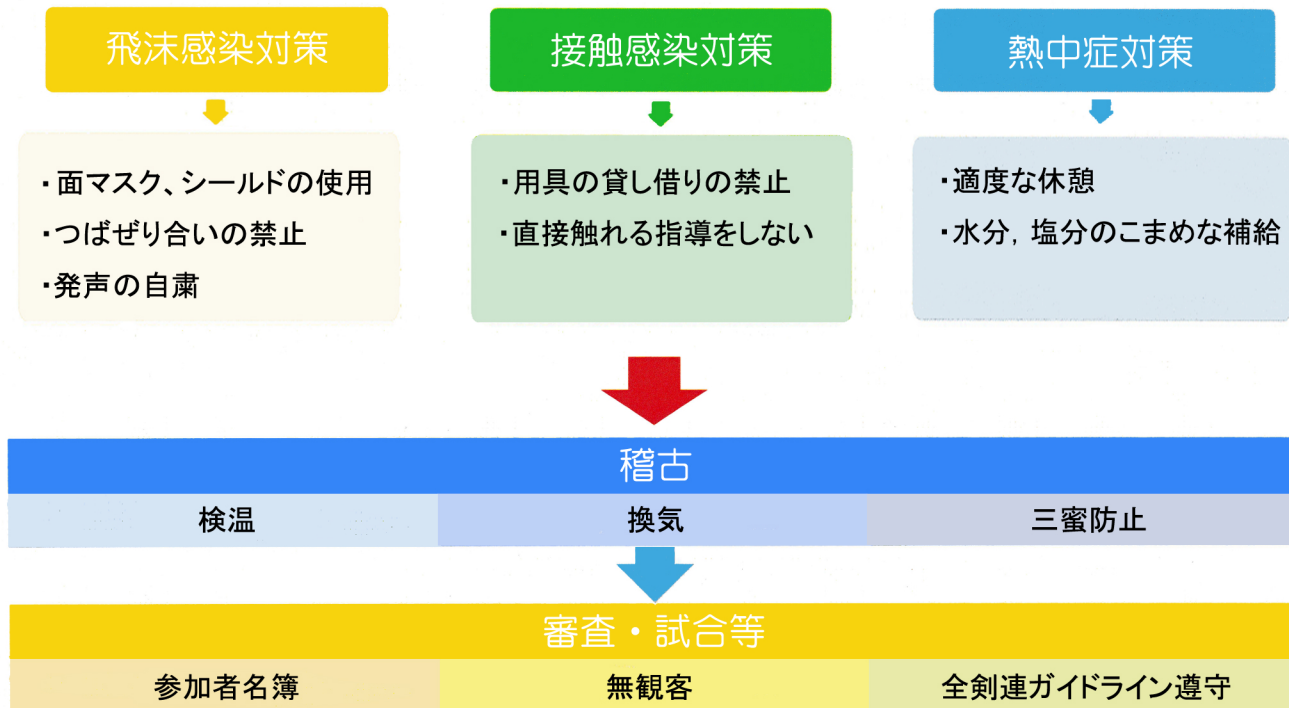 飛沫感染対策
・面マスク、シールドの使用
・つばぜり合いの禁止
・発声の自粛
接触感染対策
・用具の貸し借りの禁止
・直接触れる指導をしない
熱中症対策
・適度な休憩
・水分，塩分のこまめな補給
稽古
検温
換気
三蜜防止
審査・試合等
参加者名簿
無観客
全剣連ガイドライン遵守